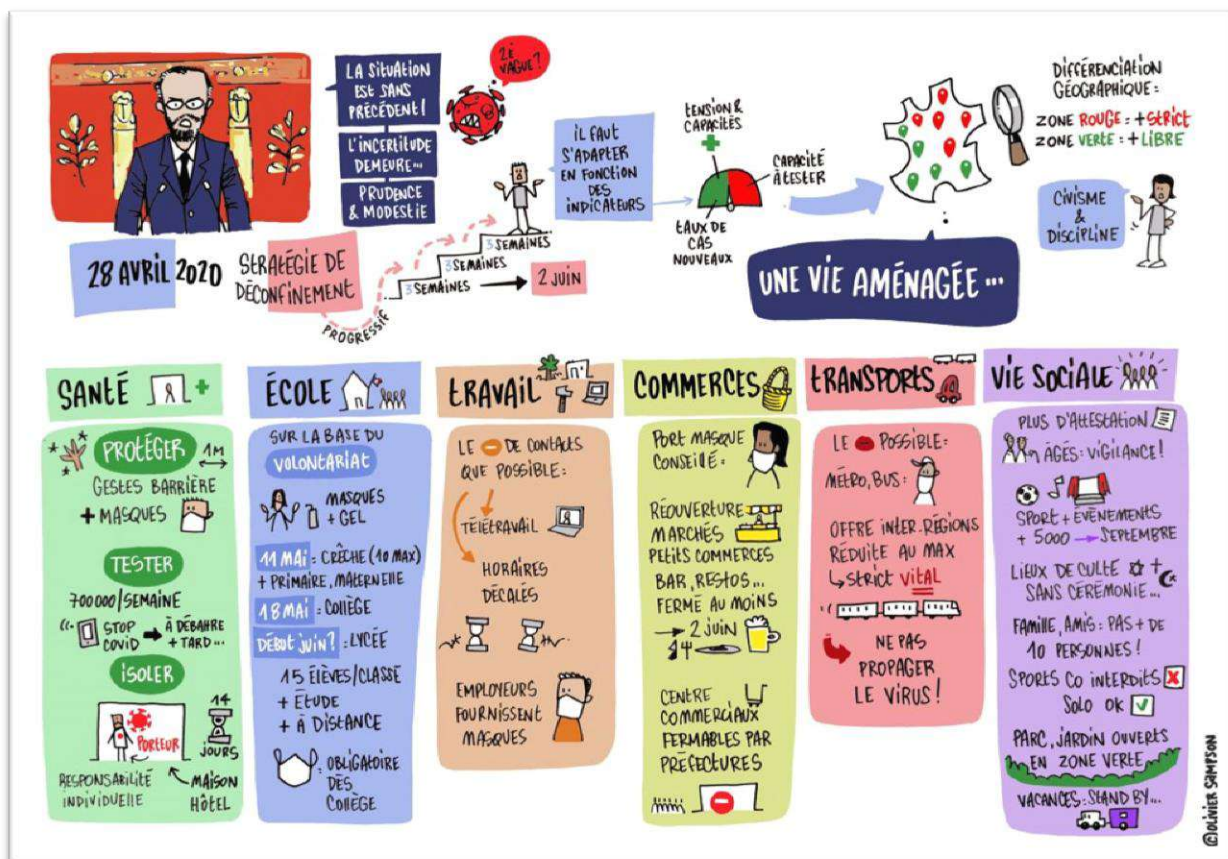 LA SITUATION
EST SANS
PRÉCÉDENT!
L'INCERTITUDE
DEMEURE...
PRUDENCE
& MODESTIE
2È
VAGUE?
28 AVRIL 2020
STRATÉGIE DE
DÉCONFINEMENT
PROGRESSIF
3 SEMAINES
3 SEMAINES
3 SEMAINES
2 JUIN
IL FAUT
S'ADAPTER
EN FONCTION
DES
INDICATEURS
TENSION &
CAPACITÉS
CAPACITÉ
À TESTER
TAUX DE
CAS
NOUVEAUX
DIFFÉRENCIATION
GÉOGRAPHIQUE:
ZONE ROUGE: + STRICT
ZONE VERTE: + LIBRE
CIVISME
&
DISCIPLINE
UNE VIE AMÉNAGÉE...
SANTÉ
PROTÉGER
1M
GESTES BARRIÈRE
+ MASQUES
TESTER
700000/SEMAINE
STOP
COVID
À DÉBAHRE
+ TARD...
ISOLER
PORTEUR
14
JOURS
RESPONSABILITÉ
INDIVIDUELLE
MAISON
HÔTEL
ÉCOLE
SUR LA BASE DU
VOLONTARIAT
MASQUES
+ GEL
11 MAI: CRÈCHE (10 MAX)
+ PRIMAIRE, MATERNELLE
18 MAI: COLLÈGE
DÉBUT JUIN?: LYCÉE
15 ÉLÈVES/CLASSE
+ ÉTUDE
+ À DISTANCE
: OBLIGATOIRE
DÈS
COLLÈGE
TRAVAIL
LE DE CONTACTS
QUE POSSIBLE:
TÉLÉTRAVAIL
HORAIRES
DÉCALÉS
EMPLOYEURS
FOURNISSENT
MASQUES
COMMERCES
PORT MASQUE
CONSEILLÉ:
RÉOUVERTURE
MARCHÉS
PETITS COMMERCES
BAR, RESTOS...
FERMÉ AU MOINS
2 JUIN
CENTRE
COMMERCIAUX
FERMABLES PAR
PRÉFECTURES
TRANSPORTS
LE POSSIBLE:
MÉTRO, BUS:
OFFRE INTER-RÉGIONS
RÉDUITE AU MAX
STRICT VITAL
NE PAS
PROPAGER
LE VIRUS!
VIE SOCIALE
PLUS D'ATTESTATION
ÂGÉS: VIGILANCE!
SPORT + EVÉNEMENTS
+ 5000 → SEPTEMBRE
LIEUX DE CULTE
SANS CÉRÉMONIE...
FAMILLE, AMIS: PAS + DE
10 PERSONNES!
SPORTS CO INTERDITS
SOLO OK
PARC, JARDIN OUVERTS
EN ZONE VERTE
VACANCES: STAND BY...
©OLIVIER SAMPSON